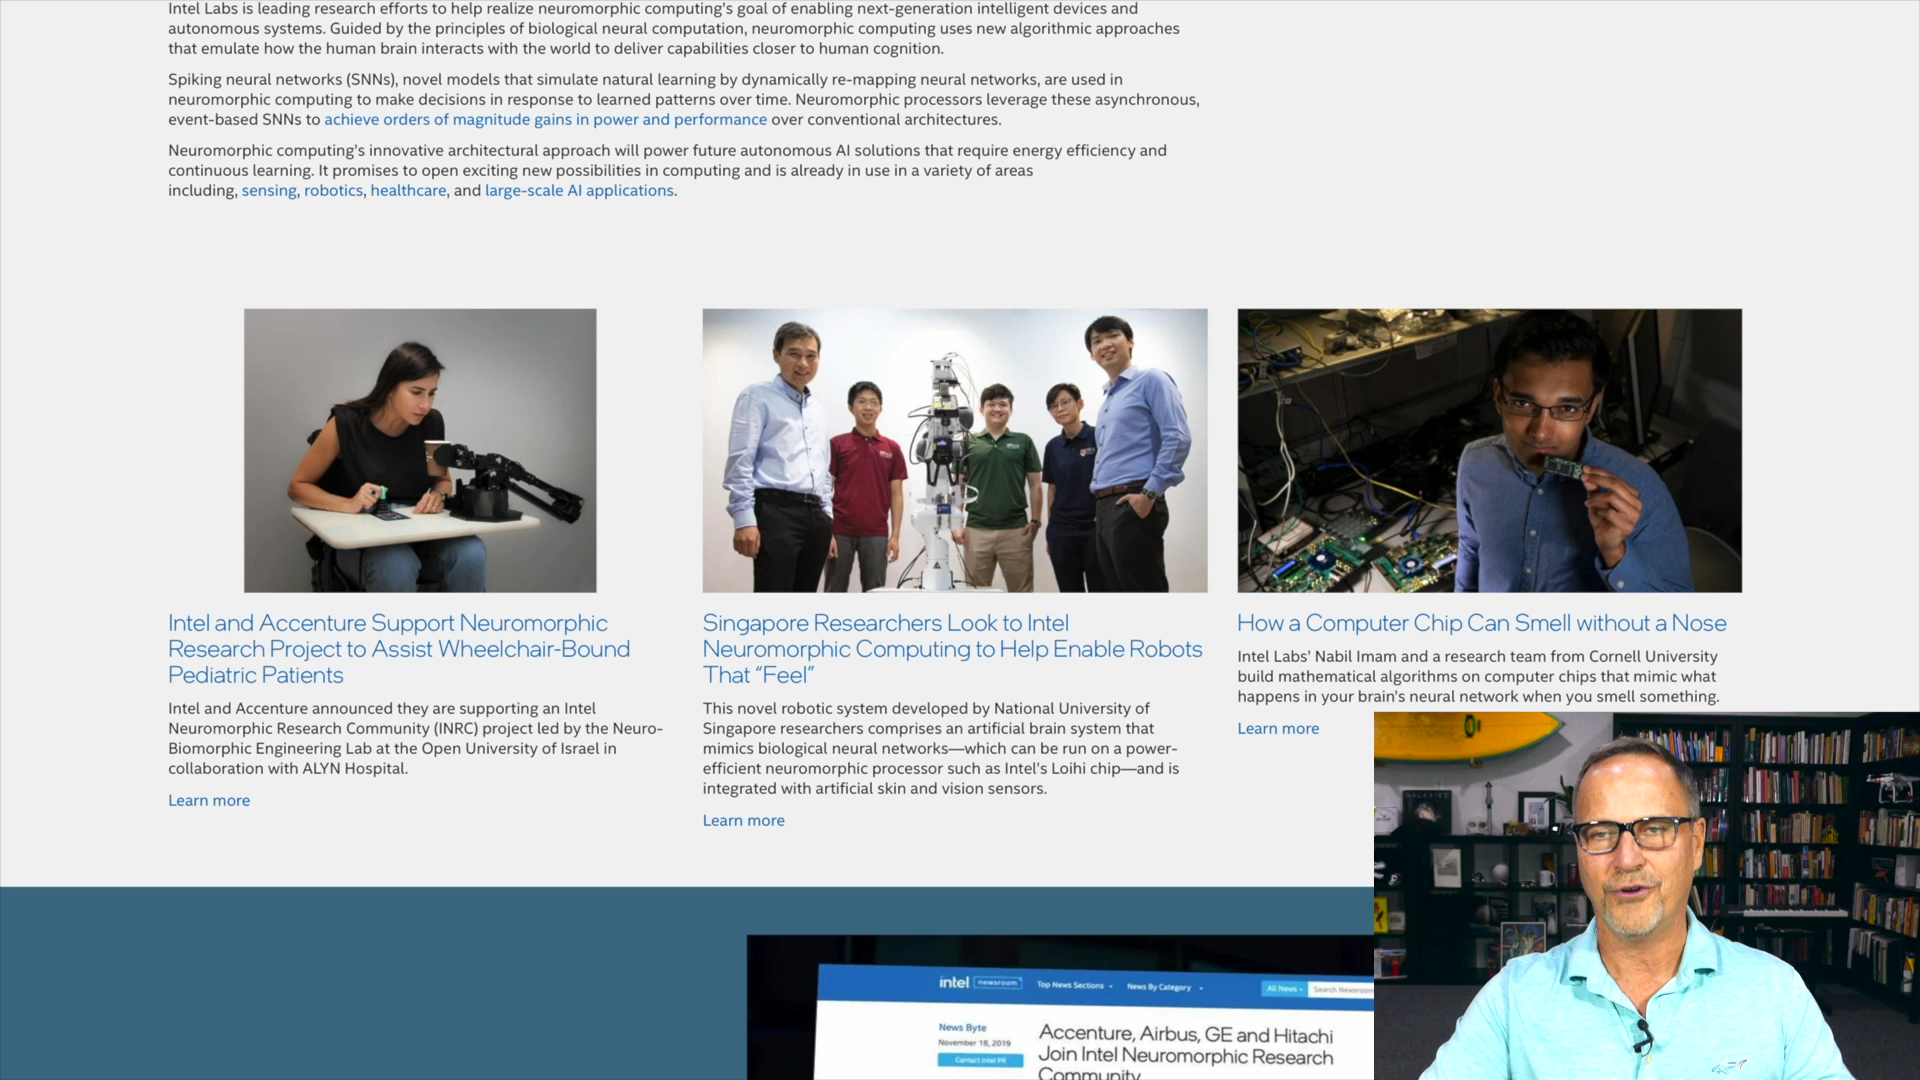 Intel Labs is leading research efforts to help realize neuromorphic computing's goal of enabling next-generation intelligent devices and
autonomous systems. Guided by the principles of biological neural computation, neuromorphic computing uses new algorithmic approaches
that emulate how the human brain interacts with the world to deliver capabilities closer to human cognition.
Spiking neural networks (SNNs), novel models that simulate natural learning by dynamically re-mapping neural networks, are used in
neuromorphic computing to make decisions in response to learned patterns over time. Neuromorphic processors leverage these asynchronous,
event-based SNNs to achieve orders of magnitude gains in power and performance over conventional architectures.
Neuromorphic computing's innovative architectural approach will power future autonomous AI solutions that require energy efficiency and
continuous learning. It promises to open exciting new possibilities in computing and is already in use in a variety of areas
including, sensing, robotics, healthcare, and large-scale AI applications.
Intel and Accenture Support Neuromorphic
Research Project to Assist Wheelchair-Bound
Pediatric Patients
Intel and Accenture announced they are supporting an Intel
Neuromorphic Research Community (INRC) project led by the Neuro-
Biomorphic Engineering Lab at the Open University of Israel in
collaboration with ALYN Hospital.
Learn more
Singapore Researchers Look to Intel
Neuromorphic Computing to Help Enable Robots
That “Feel”
This novel robotic system developed by National University of
Singapore researchers comprises an artificial brain system that
mimics biological neural networks—which can be run on a power-
efficient neuromorphic processor such as Intel's Loihi chip—and is
integrated with artificial skin and vision sensors.
Learn more
How a Computer Chip Can Smell without a Nose
Intel Labs' Nabil Imam and a research team from Cornell University
build mathematical algorithms on computer chips that mimic what
happens in your brain's neural network when you smell something.
Learn more
intel newsroom Top News Sections News By Category All News Search Newsroom
News Byte
November 18, 2019
Contact Intel PR
Accenture, Airbus, GE and Hitachi
Join Intel Neuromorphic Research
Community